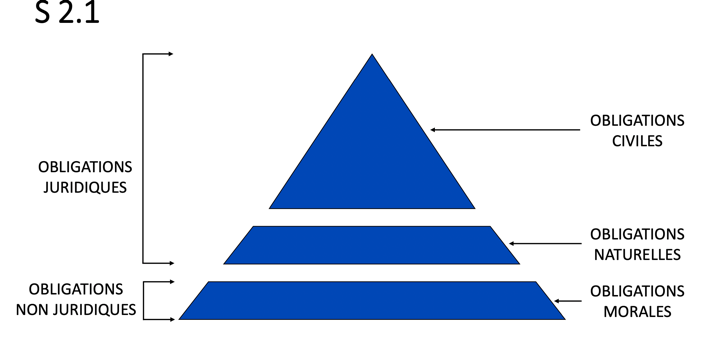 S 2.1
OBLIGATIONS
CIVILES
OBLIGATIONS
JURIDIQUES
OBLIGATIONS
NATURELLES
OBLIGATIONS
NON JURIDIQUES
OBLIGATIONS
MORALES